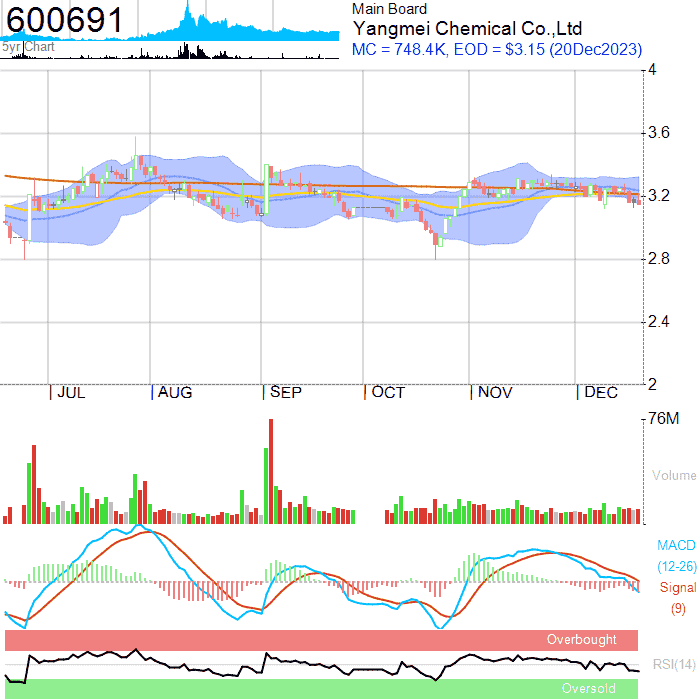 600691
5yr Chart
Main Board
Yangmei Chemical Co.,Ltd
MC = 748.4K, EOD = $3.15 (20Dec2023)
4
3.6
3.2
2.8
2.4
2
JUL
AUG
SEP
OCT
NOV
DEC
76M
Volume
MACD
(12-26)
Signal
(9)
Overbought
RSI(14)
Oversold